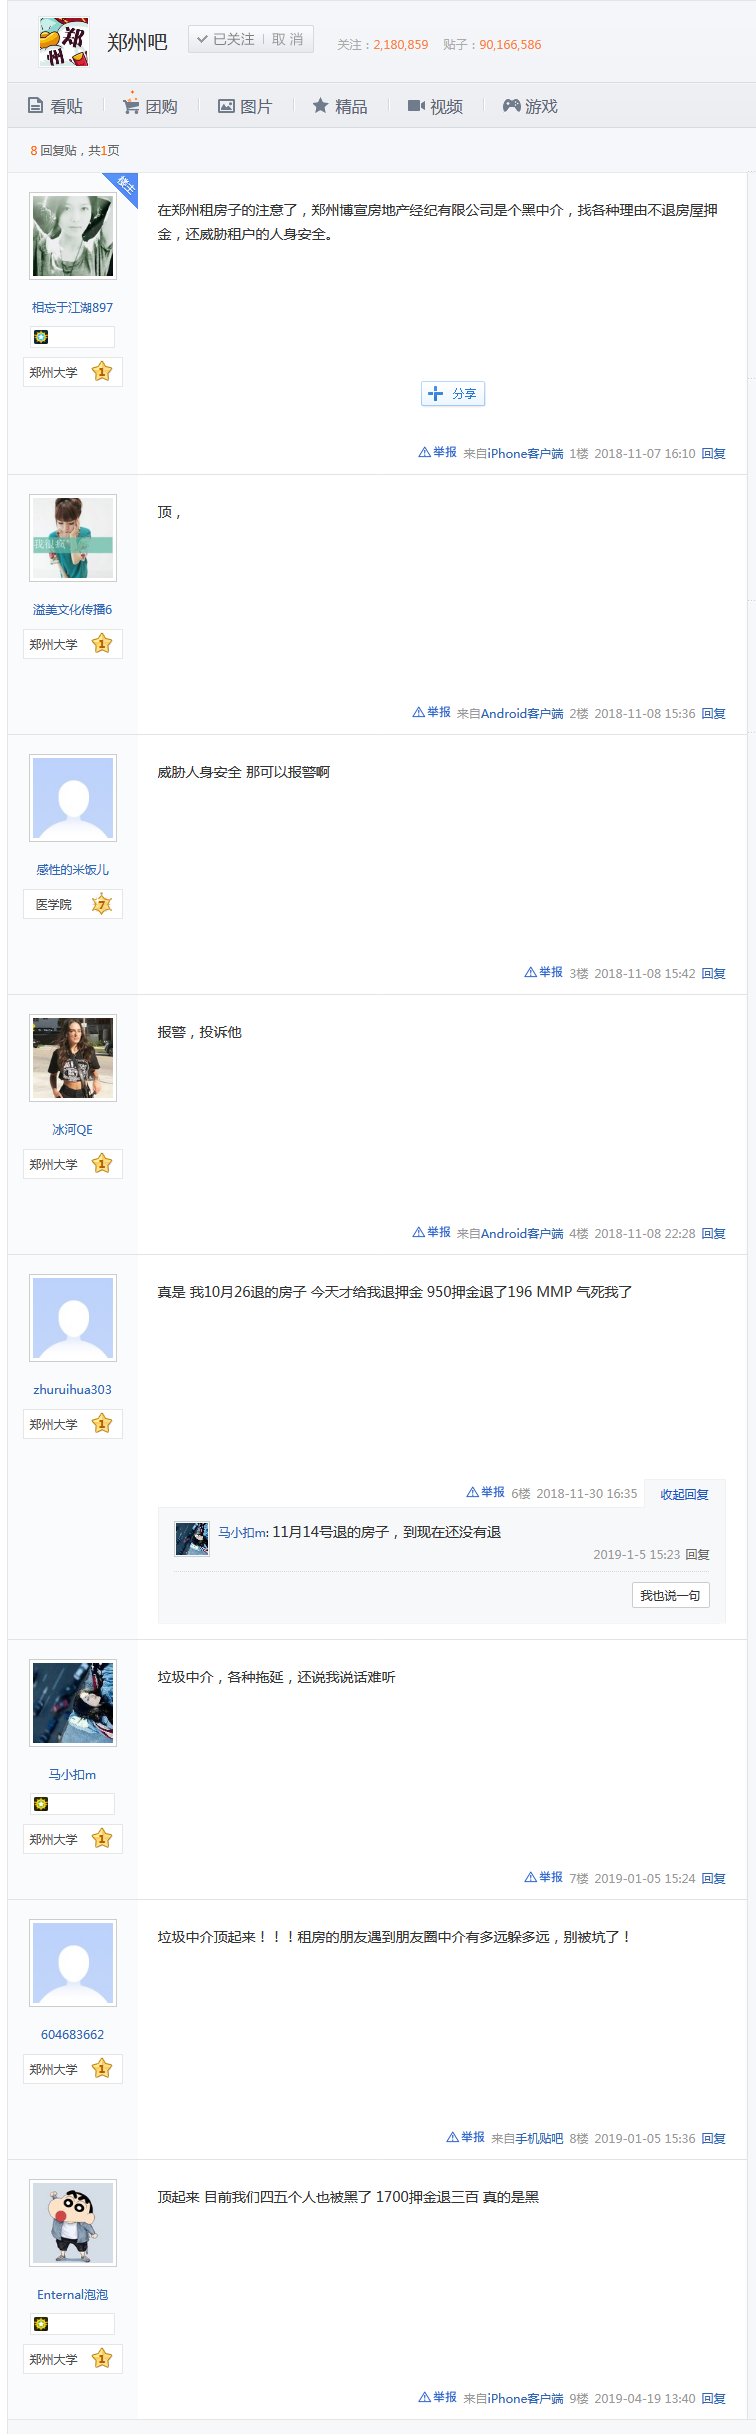 郑州
郑州吧
已关注 取消
关注：2,180,859 贴子：90,166,586
看贴 团购 图片 精品 视频 游戏
8 回复贴，共1页
楼主
在郑州租房子的注意了，郑州博宣房地产经纪有限公司是个黑中介，找各种理由不退房屋押
金，还威胁租户的人身安全。
相忘于江湖897
郑州大学 1
分享
举报 来自iPhone客户端 1楼 2018-11-07 16:10 回复
顶，
我很疯
溢美文化传播6
郑州大学 1
举报 来自Android客户端 2楼 2018-11-08 15:36 回复
威胁人身安全 那可以报警啊
感性的米饭儿
医学院 7
举报 3楼 2018-11-08 15:42 回复
报警，投诉他
冰河QE
郑州大学 1
举报 来自Android客户端 4楼 2018-11-08 22:28 回复
真是 我10月26退的房子 今天才给我退押金 950押金退了196 MMP 气死我了
zhuruihua303
郑州大学 1
举报 6楼 2018-11-30 16:35 收起回复
马小扣m: 11月14号退的房子，到现在还没有退
2019-1-5 15:23 回复
我也说一句
垃圾中介，各种拖延，还说我说话难听
马小扣m
郑州大学 1
举报 7楼 2019-01-05 15:24 回复
垃圾中介顶起来！！！租房的朋友遇到朋友圈中介有多远躲多远，别被坑了！
604683662
郑州大学 1
举报 来自手机贴吧 8楼 2019-01-05 15:36 回复
顶起来 目前我们四五个人也被黑了 1700押金退三百 真的是黑
Enternal泡泡
郑州大学 1
举报 来自iPhone客户端 9楼 2019-04-19 13:40 回复